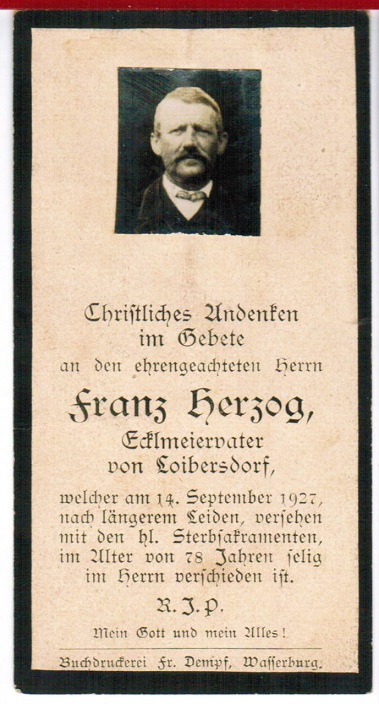 Christliches Andenken
im Gebete
an den ehrengeachteten Herrn
Franz Herzog,
Ecklmeiervater
von Loibersdorf,
welcher am 14. September 1927,
nach längerem Leiden, versehen
mit den hl. Sterbsakramenten,
im Alter von 78 Jahren selig
im Herrn verschieden ist.
R. J. P.
Mein Gott und mein Alles!
Buchdruckerei Fr. Dempf, Wasserburg.